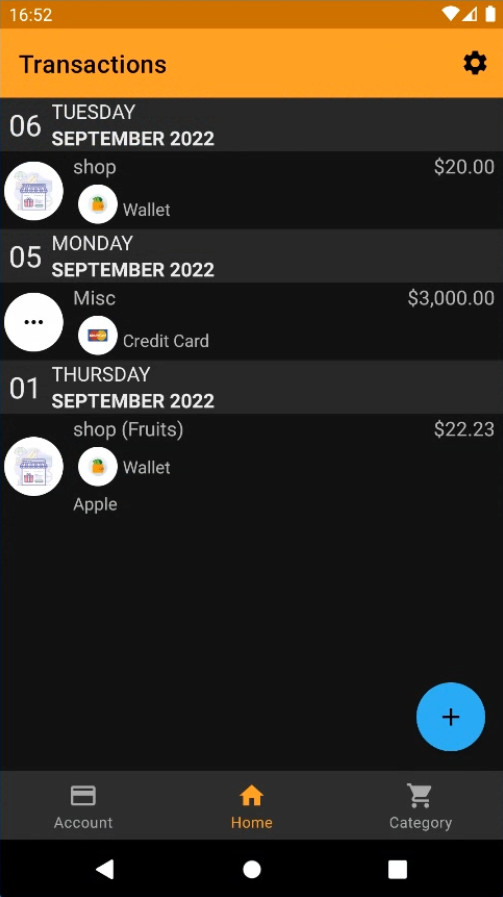 16:52
Transactions
06 TUESDAY
SEPTEMBER 2022
shop $20.00
Wallet
05 MONDAY
SEPTEMBER 2022
Misc $3,000.00
Credit Card
01 THURSDAY
SEPTEMBER 2022
shop (Fruits) $22.23
Wallet
Apple
Account Home Category